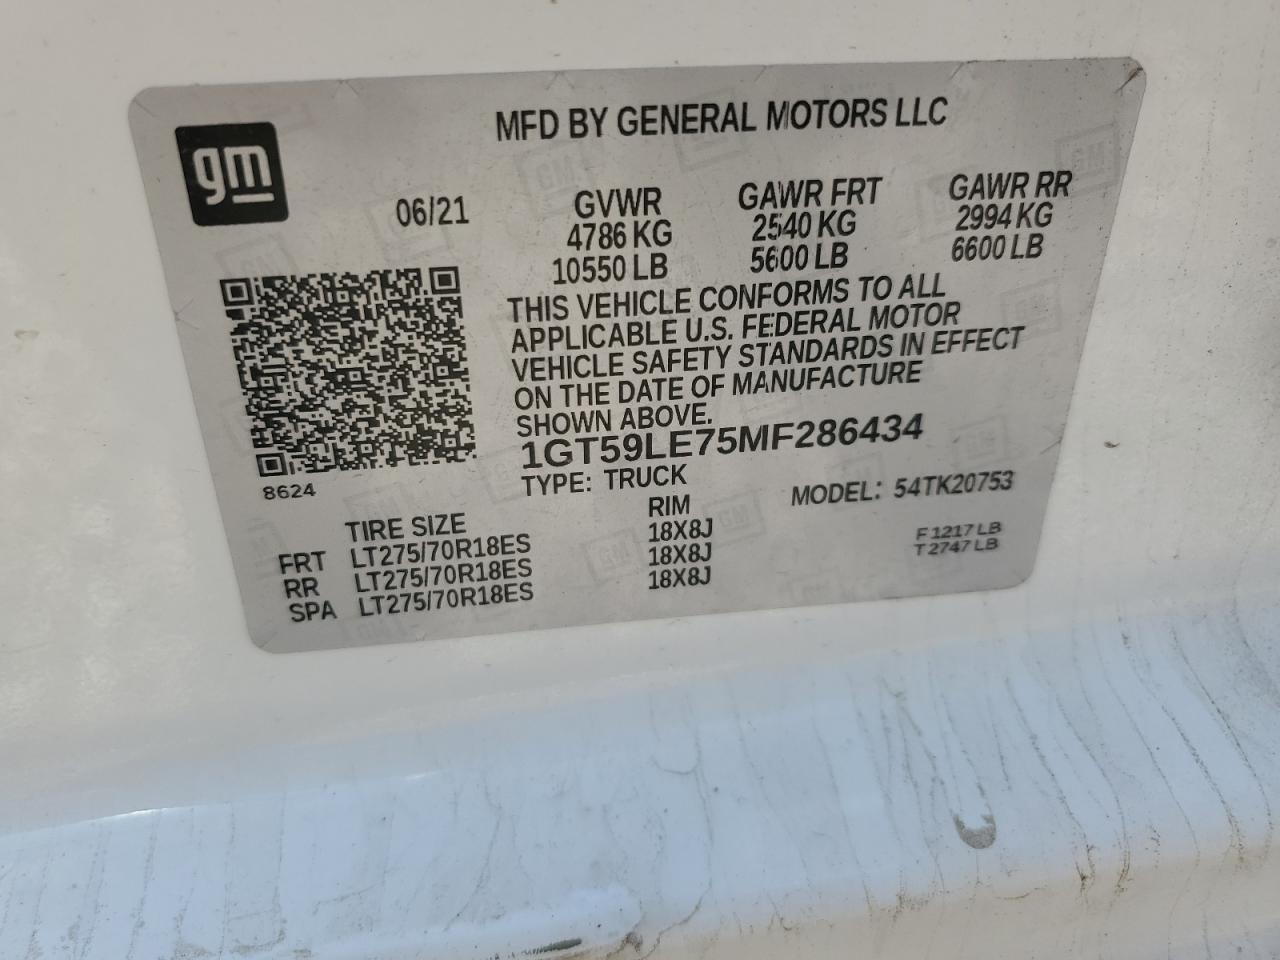 MFD BY GENERAL MOTORS LLC
gm
06/21
GVWR GAWR FRT GAWR RR
4786 KG 2540 KG 2994 KG
10550 LB 5600 LB 6600 LB
THIS VEHICLE CONFORMS TO ALL
APPLICABLE U.S. FEDERAL MOTOR
VEHICLE SAFETY STANDARDS IN EFFECT
ON THE DATE OF MANUFACTURE
SHOWN ABOVE.
1GT59LE75MF286434
8624
TYPE: TRUCK MODEL: 54TK20753
TIRE SIZE RIM
FRT LT275/70R18ES 18X8J
RR LT275/70R18ES 18X8J
SPA LT275/70R18ES 18X8J
F 1217 LB
T 2747 LB